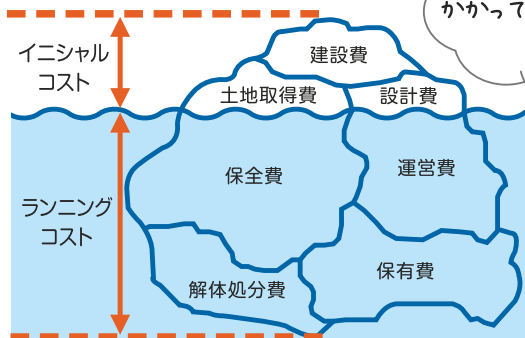 かかって
イニシャル
コスト
建設費
土地取得費
設計費
保全費
運営費
ランニング
コスト
保有費
解体処分費